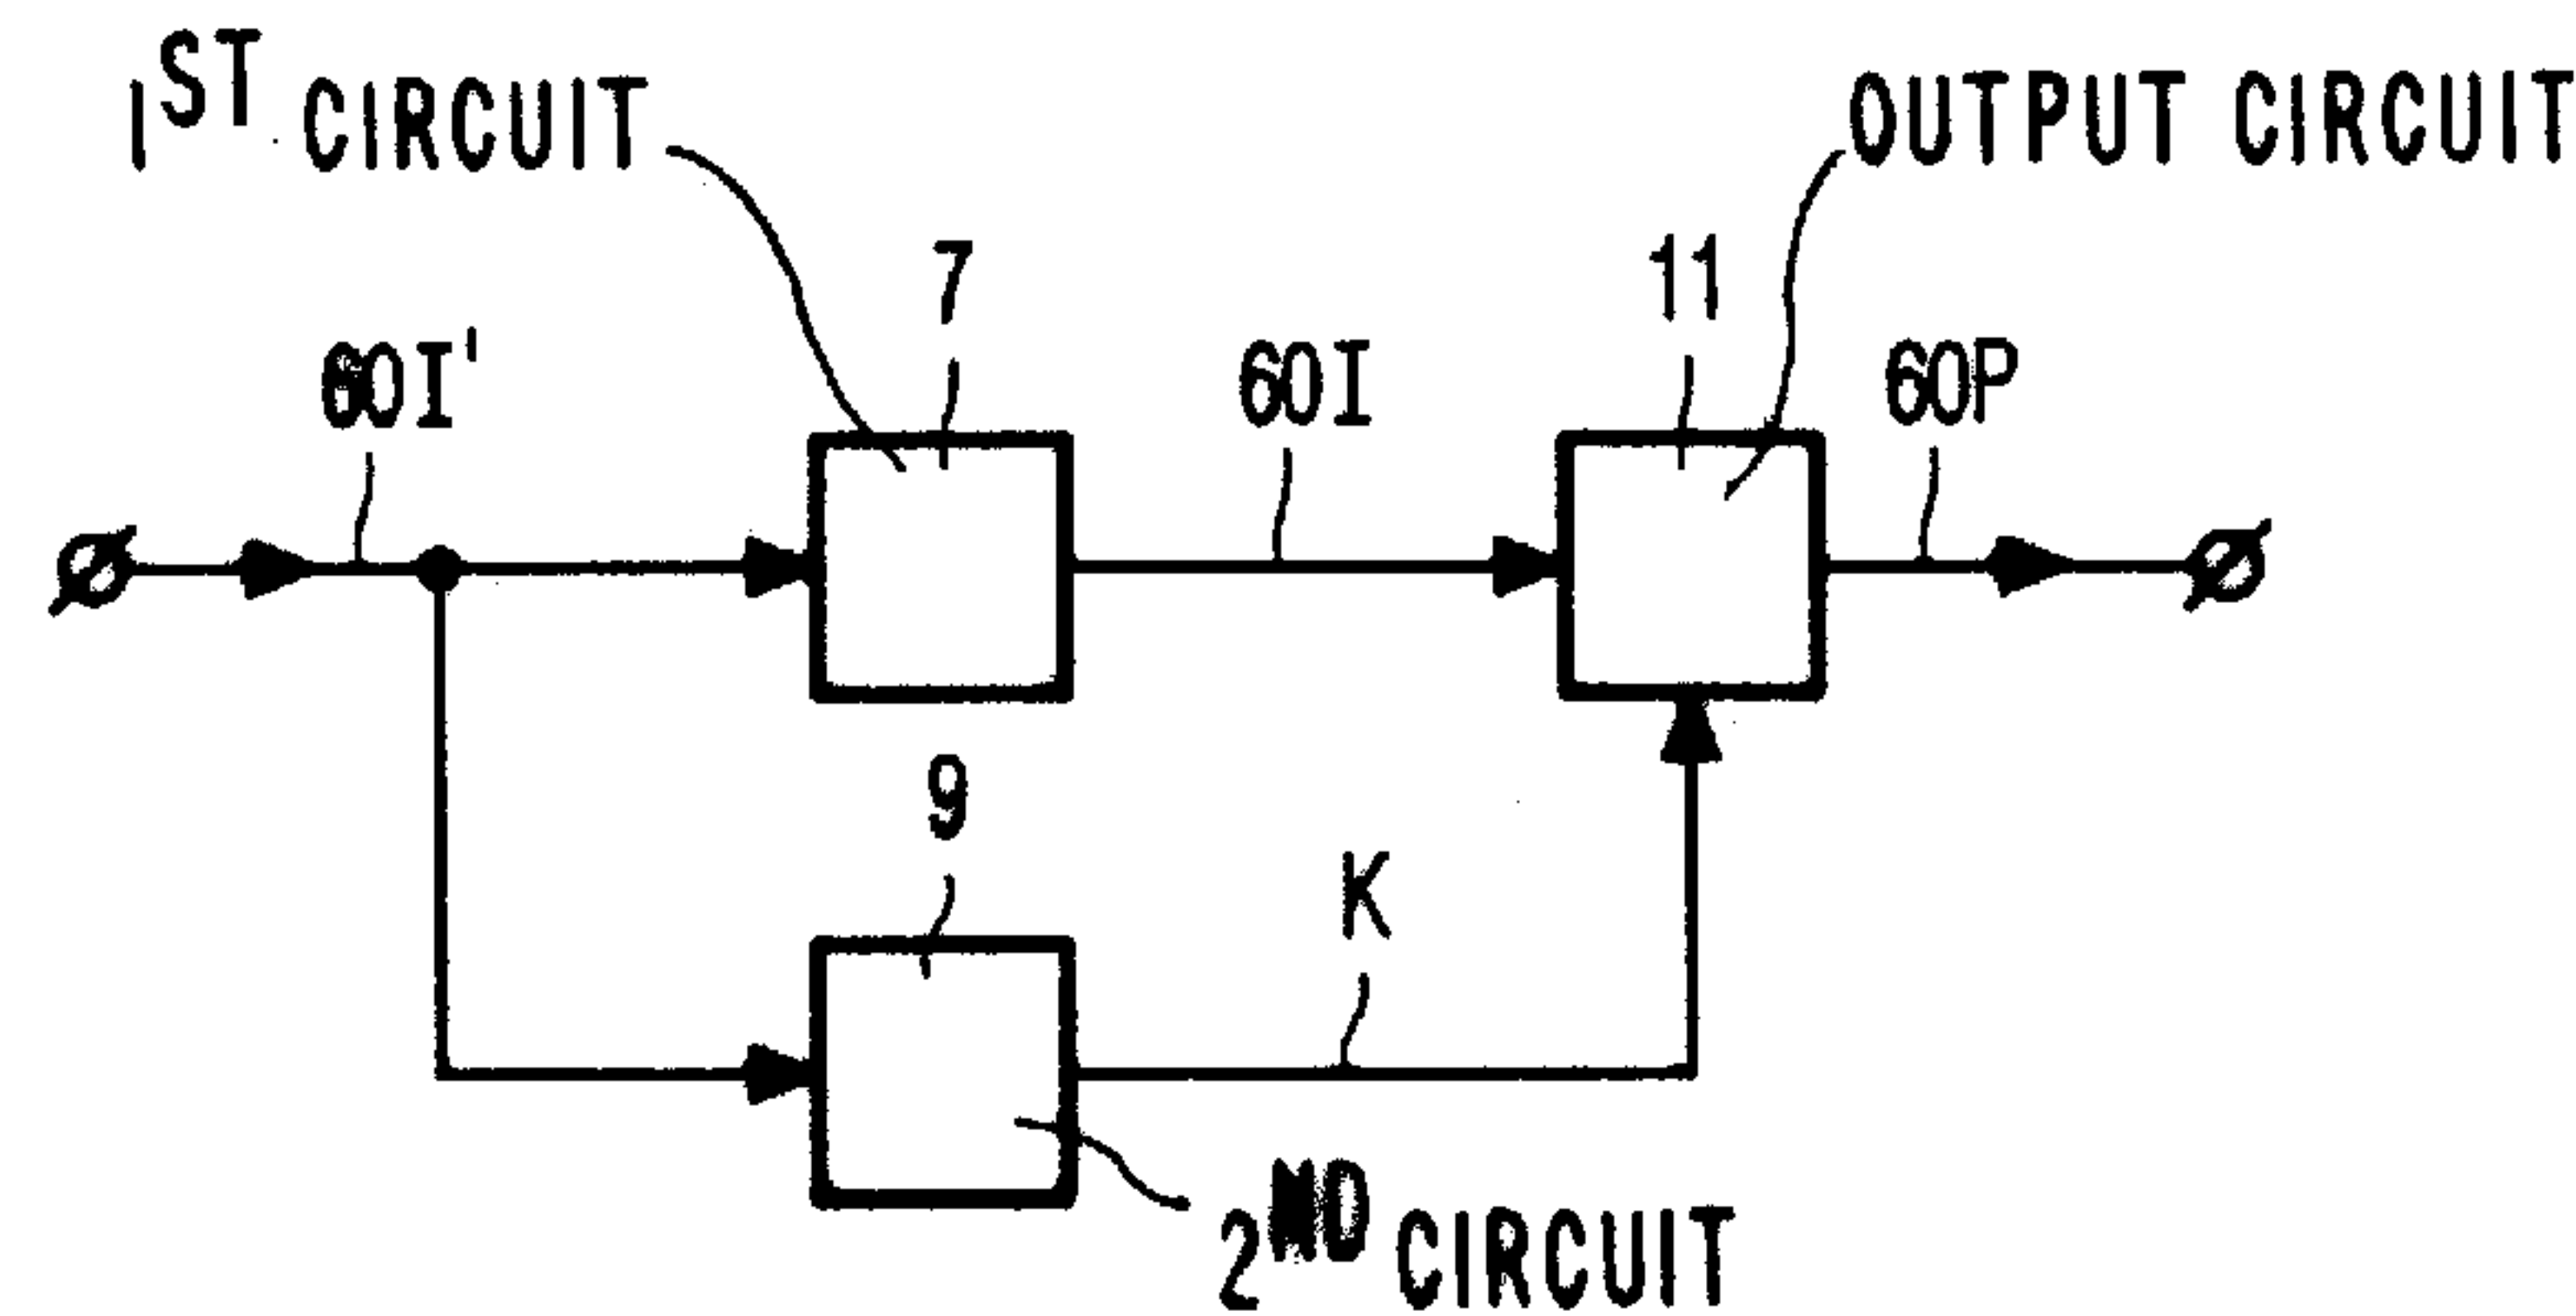 1ST CIRCUIT
OUTPUT CIRCUIT
7
11
60I'
60I
60P
9
K
2ND CIRCUIT